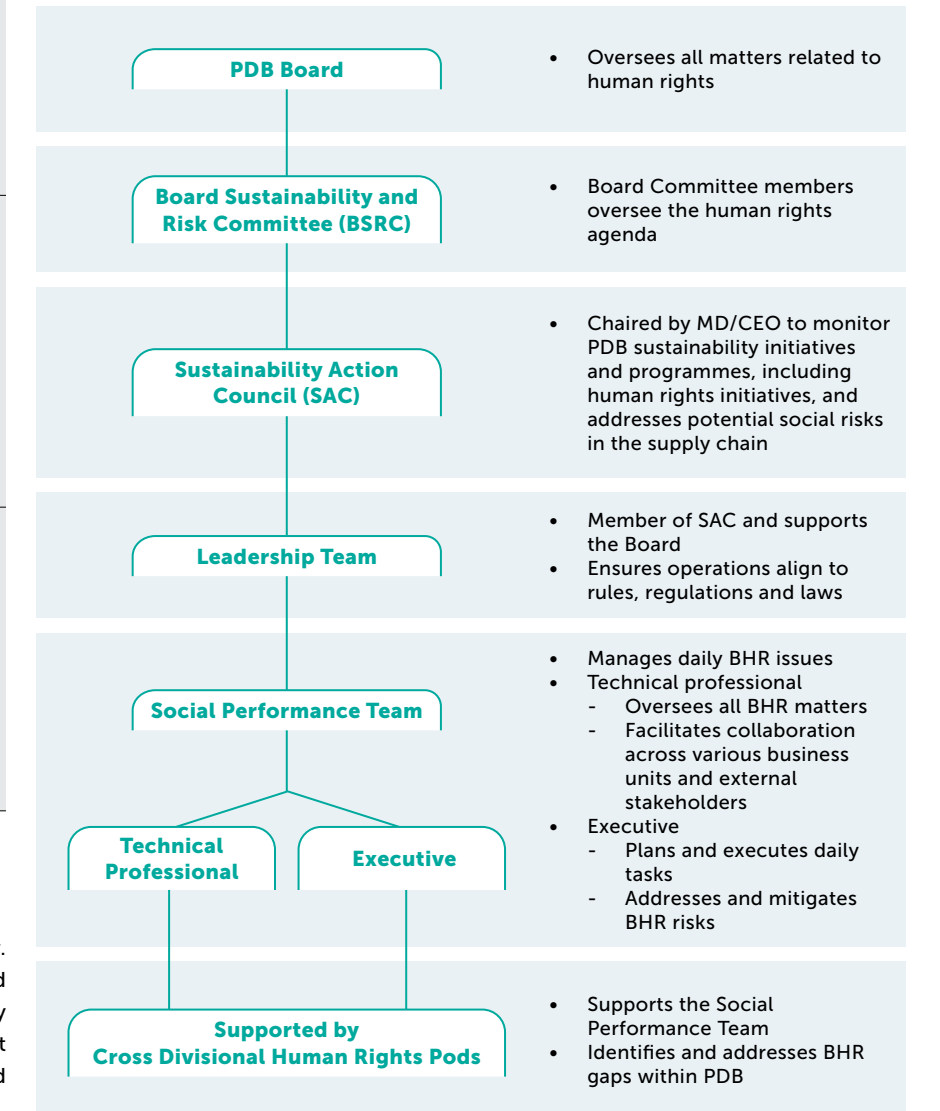 PDB Board
• Oversees all matters related to
human rights
Board Sustainability and
Risk Committee (BSRC)
• Board Committee members
oversee the human rights
agenda
Sustainability Action
Council (SAC)
• Chaired by MD/CEO to monitor
PDB sustainability initiatives
and programmes, including
human rights initiatives, and
addresses potential social risks
in the supply chain
Leadership Team
• Member of SAC and supports
the Board
• Ensures operations align to
rules, regulations and laws
Social Performance Team
Technical
Professional
Executive
• Manages daily BHR issues
• Technical professional
- Oversees all BHR matters
- Facilitates collaboration
across various business
units and external
stakeholders
• Executive
- Plans and executes daily
tasks
- Addresses and mitigates
BHR risks
Supported by
Cross Divisional Human Rights Pods
• Supports the Social
Performance Team
• Identifies and addresses BHR
gaps within PDB